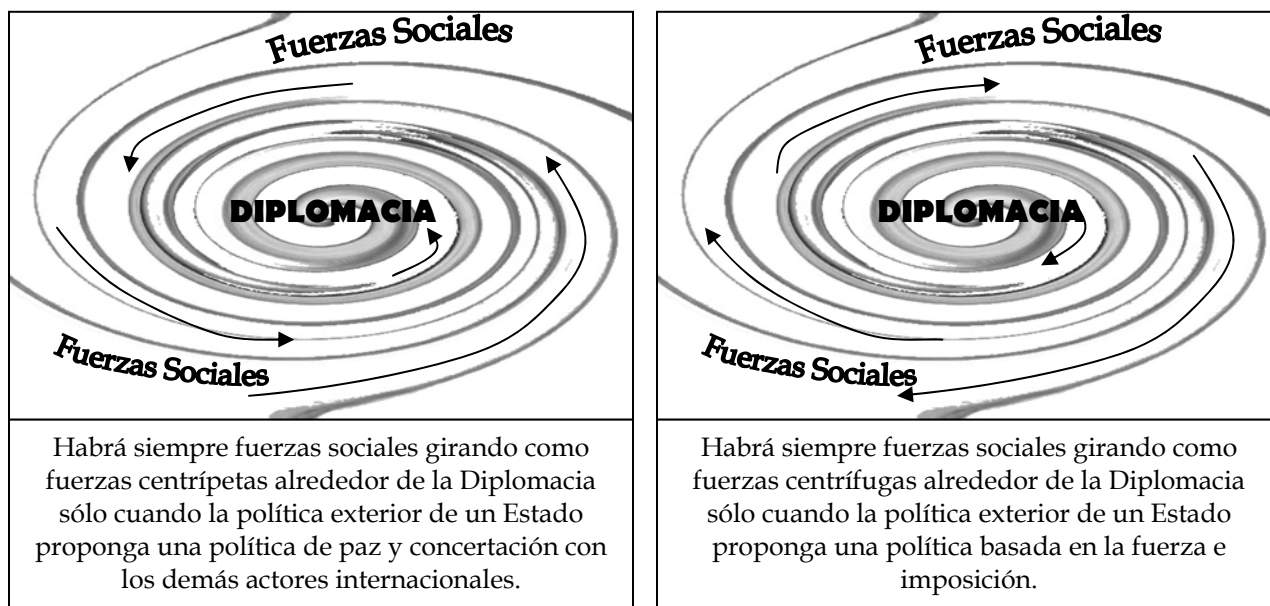 Fuerzas Sociales
DIPLOMACIA
Fuerzas Sociales
Habrá siempre fuerzas sociales girando como
fuerzas centrípetas alrededor de la Diplomacia
sólo cuando la política exterior de un Estado
proponga una política de paz y concertación con
los demás actores internacionales.
Fuerzas Sociales
DIPLOMACIA
Fuerzas Sociales
Habrá siempre fuerzas sociales girando como
fuerzas centrífugas alrededor de la Diplomacia
sólo cuando la política exterior de un Estado
proponga una política basada en la fuerza e
imposición.